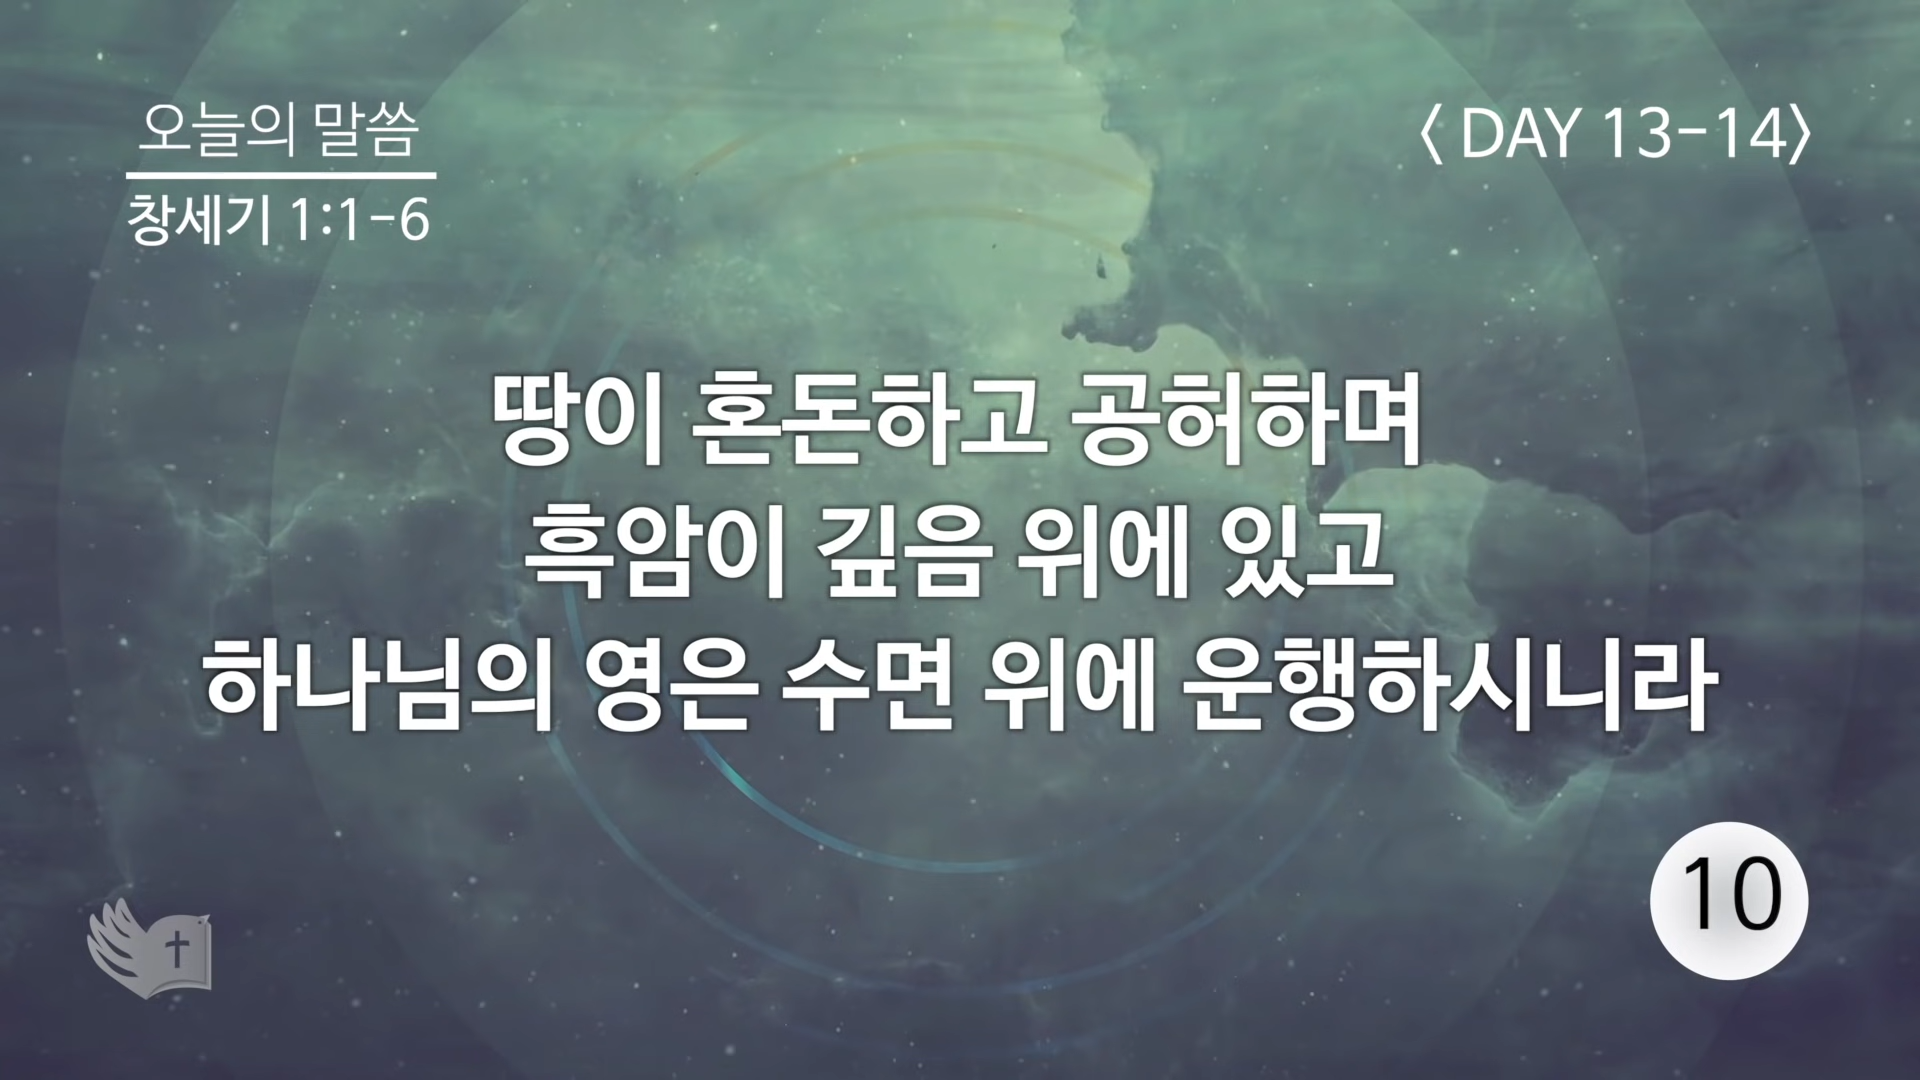 오늘의 말씀
창세기 1:1-6
〈 DAY 13-14〉
땅이 혼돈하고 공허하며
흑암이 깊음 위에 있고
하나님의 영은 수면 위에 운행하시니라
10